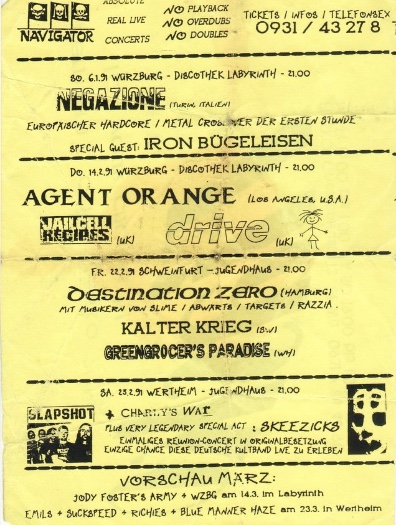 ABSOLUTE NO PLAYBACK
REAL LIVE NO OVERDUBS
CONCERTS NO DOUBLES
NAVIGATOR
TICKETS / INFOS / TELEFONSEX
0931 / 43 27 8
SO. 6.1.91 WÜRZBURG - DISCOTHEK LABYRINTH - 21.00
NEGAZIONE (TURIN, ITALIEN)
EUROPÄISCHER HARDCORE / METAL CROSSOVER DER ERSTEN STUNDE
SPECIAL GUEST: IRON BÜGELEISEN
DO. 14.2.91 WÜRZBURG - DISCOTHEK LABYRINTH - 21.00
AGENT ORANGE (LOS ANGELES, U.S.A.)
JAILCELL RECIPES (UK) drive (UK)
FR. 22.2.91 SCHWEINFURT - JUGENDHAUS - 21.00
DESTINATION ZERO (HAMBURG)
MIT MUSIKERN VON SLIME / ABWÄRTS / TARGETS / RAZZIA.
KALTER KRIEG (SW)
GREENGROCER'S PARADISE (WH)
SA. 23.2.91 WERTHEIM - JUGENDHAUS - 21.00
SLAPSHOT + CHARLY'S WAR
PLUS VERY LEGENDARY SPECIAL ACT : SKEEZICKS
EINMALIGES REUNION-CONCERT IN ORIGINALBESETZUNG
EINZIGE CHANCE DIESE DEUTSCHE KULTBAND LIVE ZU ERLEBEN
VORSCHAU MÄRZ:
JODY FOSTER'S ARMY + WZBG am 14.3. im Labyrinth
EMILS + SUCKSPEED + RICHIES + BLUE MANNER HAZE am 23.3. in Wertheim